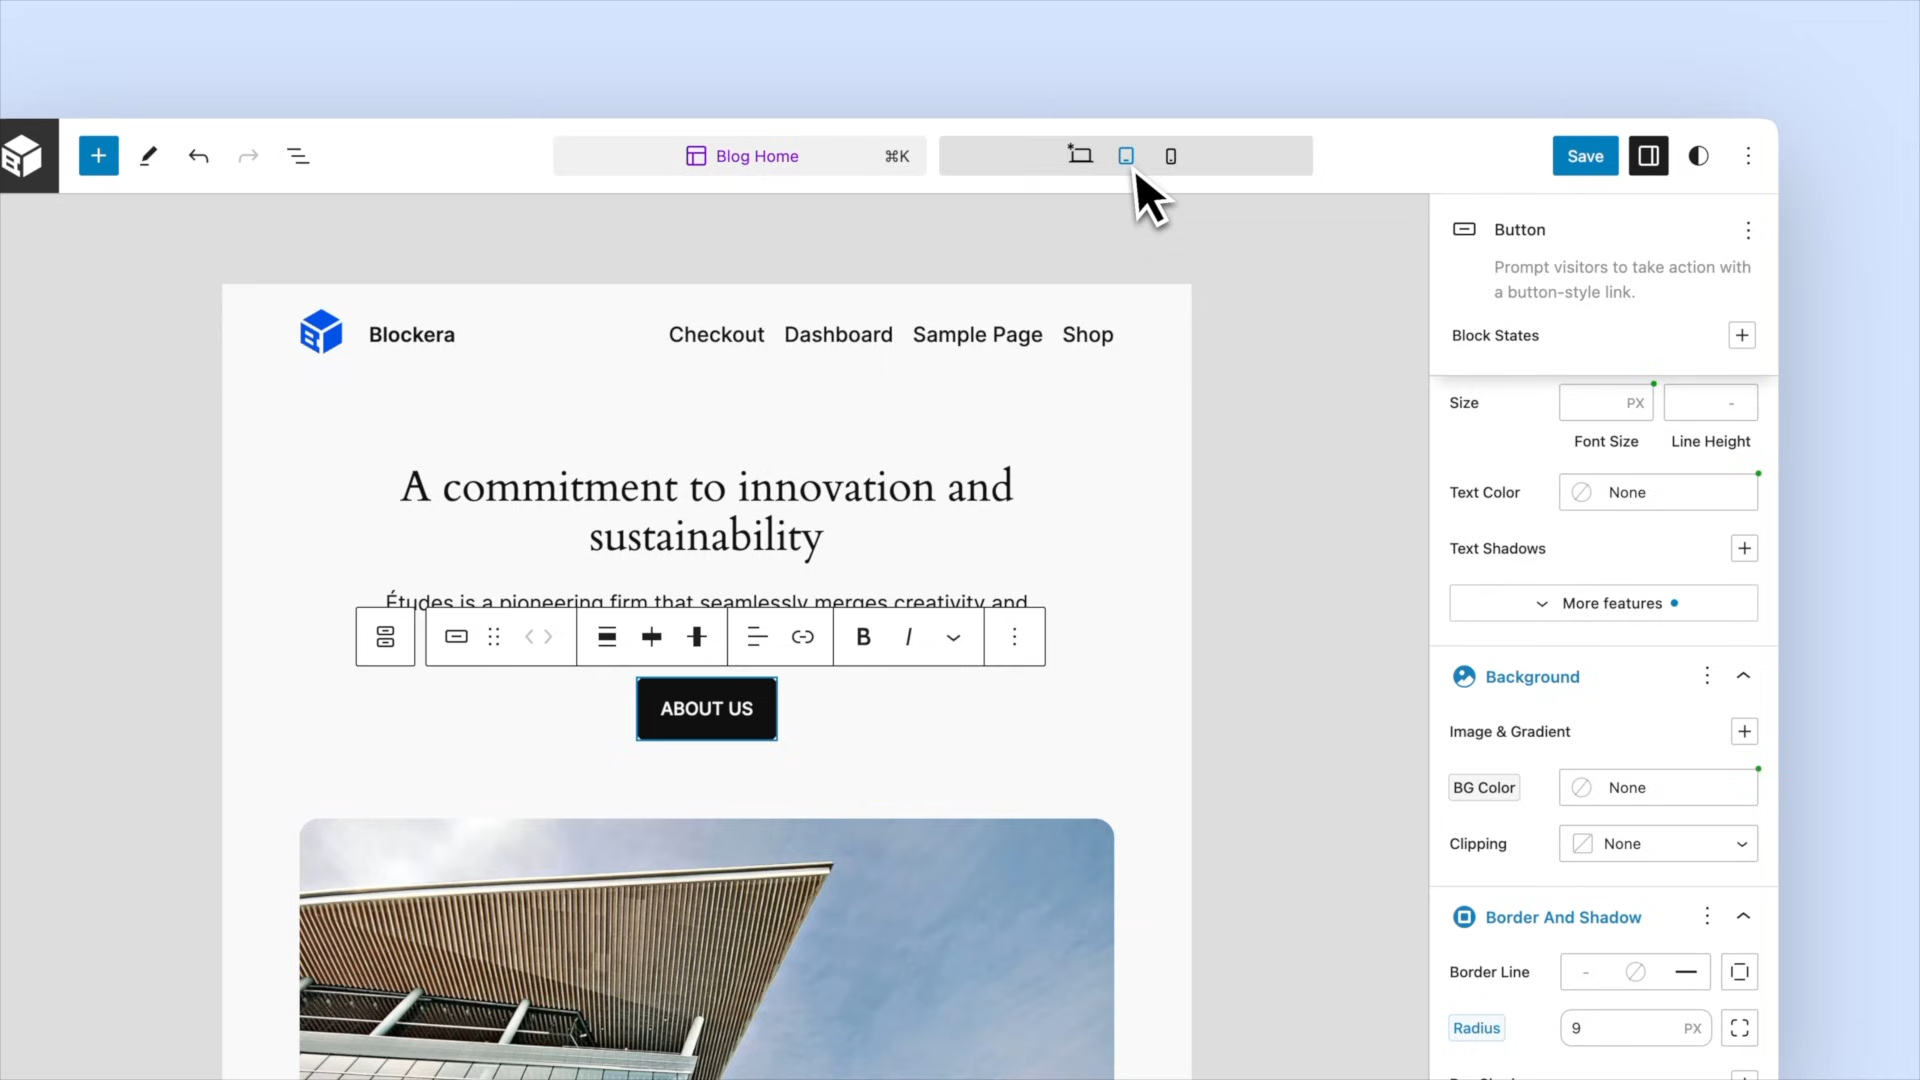 Blog Home
⌘K
Save
Button
Prompt visitors to take action with
a button-style link.
Block States
Blockera
Checkout
Dashboard
Sample Page
Shop
A commitment to innovation and
sustainability
Études is a pioneering firm that seamlessly merges creativity and
B
I
ABOUT US
Size
PX
-
Font Size
Line Height
Text Color
None
Text Shadows
More features
Background
Image & Gradient
BG Color
None
Clipping
None
Border And Shadow
Border Line
-
Radius
9
PX